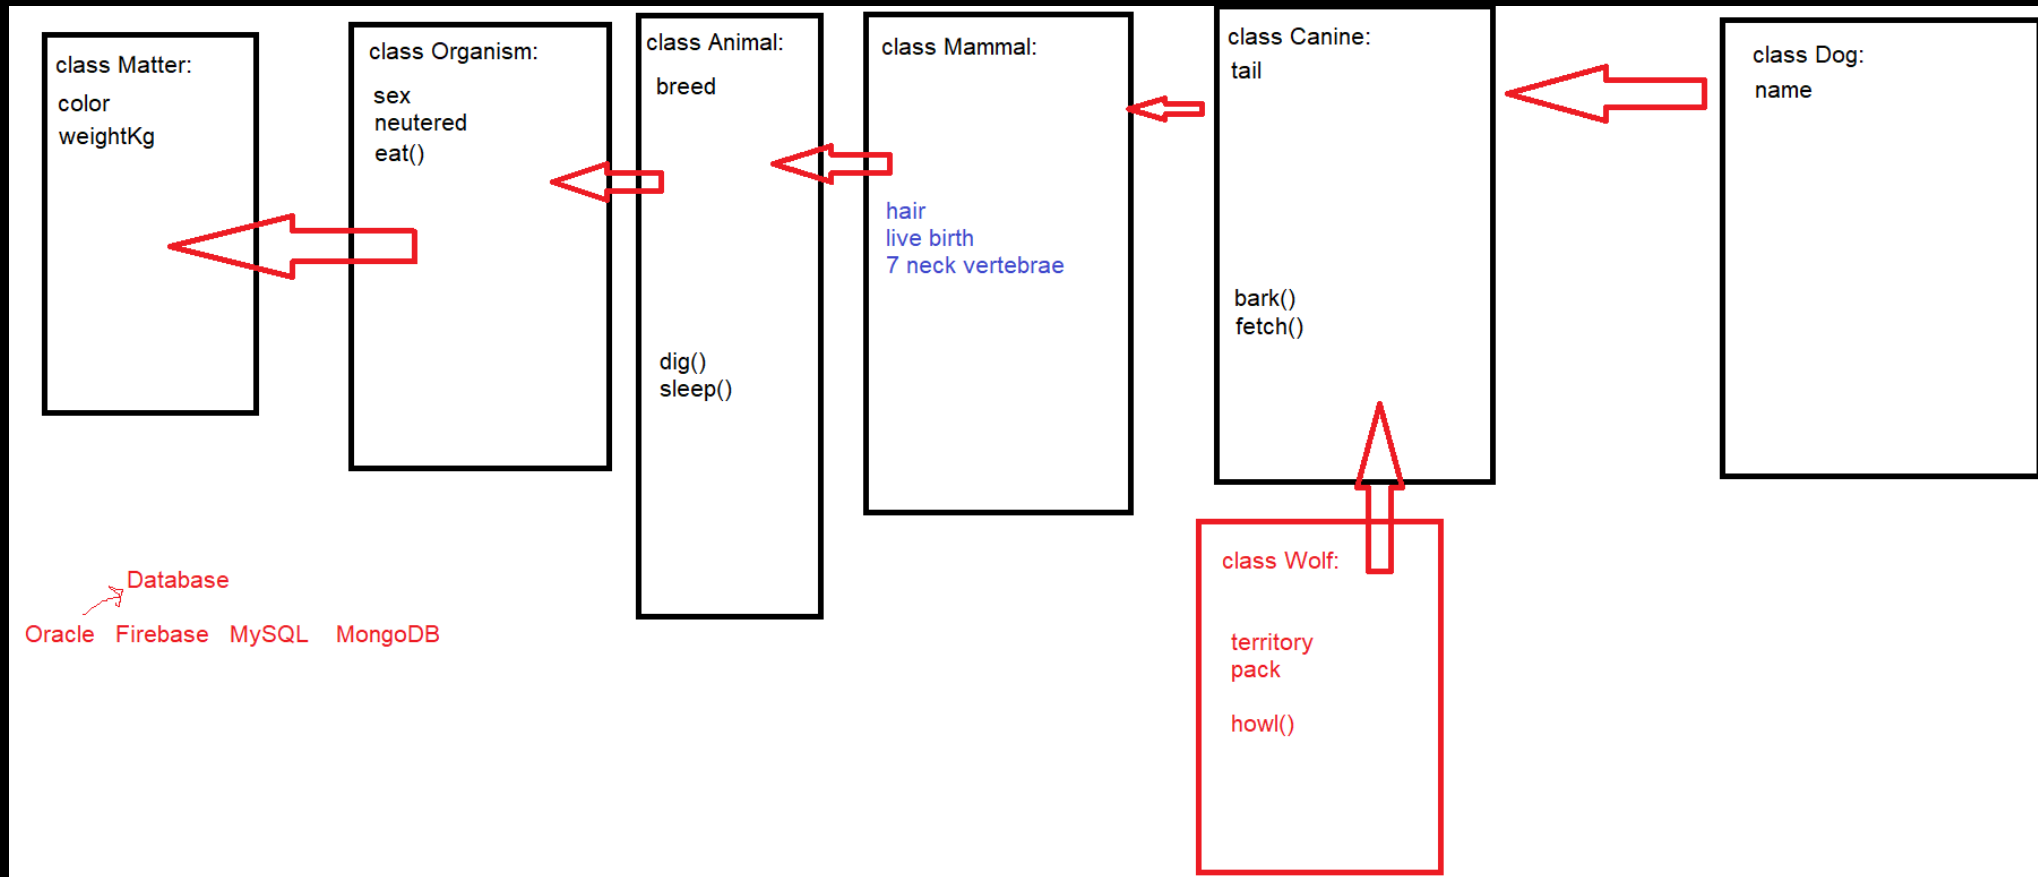 class Matter:
color
weightKg
class Organism:
sex
neutered
eat()
class Animal:
breed
dig()
sleep()
class Mammal:
hair
live birth
7 neck vertebrae
class Canine:
tail
bark()
fetch()
class Dog:
name
class Wolf:
territory
pack
howl()
Database
Oracle Firebase MySQL MongoDB